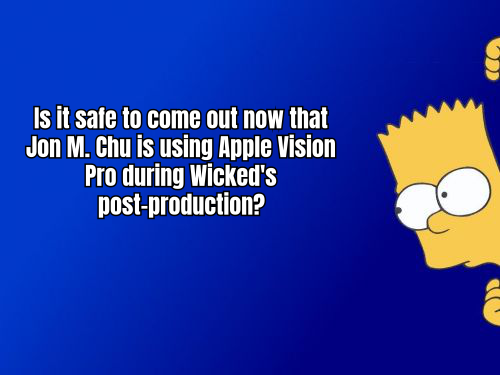 Is it safe to come out now that
Jon M. Chu is using Apple Vision
Pro during Wicked's
post-production?